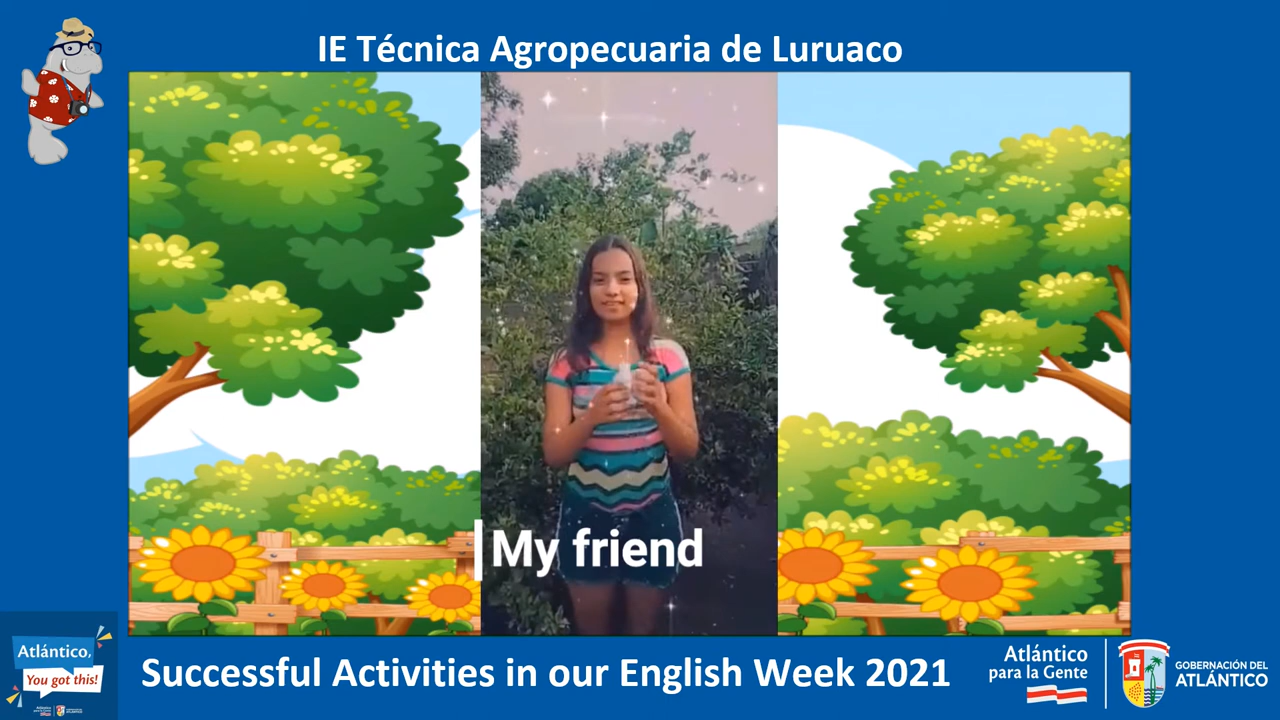 IE Técnica Agropecuaria de Luruaco
My friend
Atlántico,
You got this!
Successful Activities in our English Week 2021
Atlántico
para la Gente
GOBERNACIÓN DEL
ATLÁNTICO